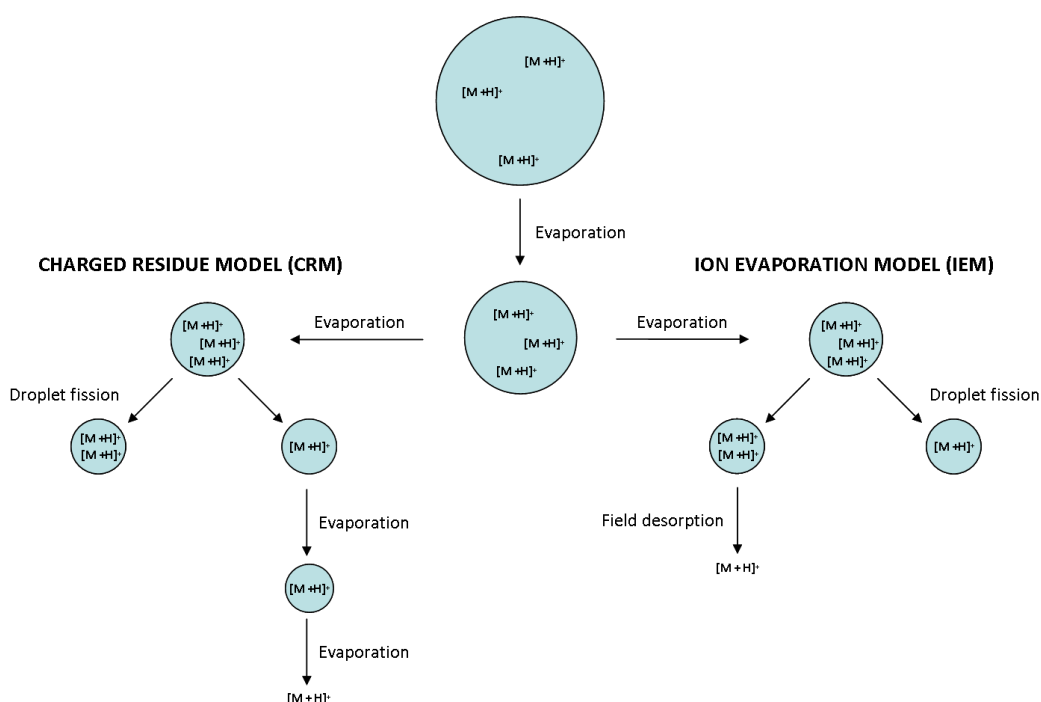 [M +H]⁺
[M +H]⁺
[M +H]⁺
Evaporation
CHARGED RESIDUE MODEL (CRM)
ION EVAPORATION MODEL (IEM)
[M +H]⁺
[M +H]⁺
[M +H]⁺
Evaporation
Evaporation
[M +H]⁺
[M +H]⁺
[M +H]⁺
[M +H]⁺
[M +H]⁺
[M +H]⁺
Droplet fission
Droplet fission
[M +H]⁺
[M +H]⁺
[M +H]⁺
[M +H]⁺
[M +H]⁺
[M +H]⁺
Evaporation
Field desorption
[M + H]⁺
[M +H]⁺
Evaporation
[M + H]⁺